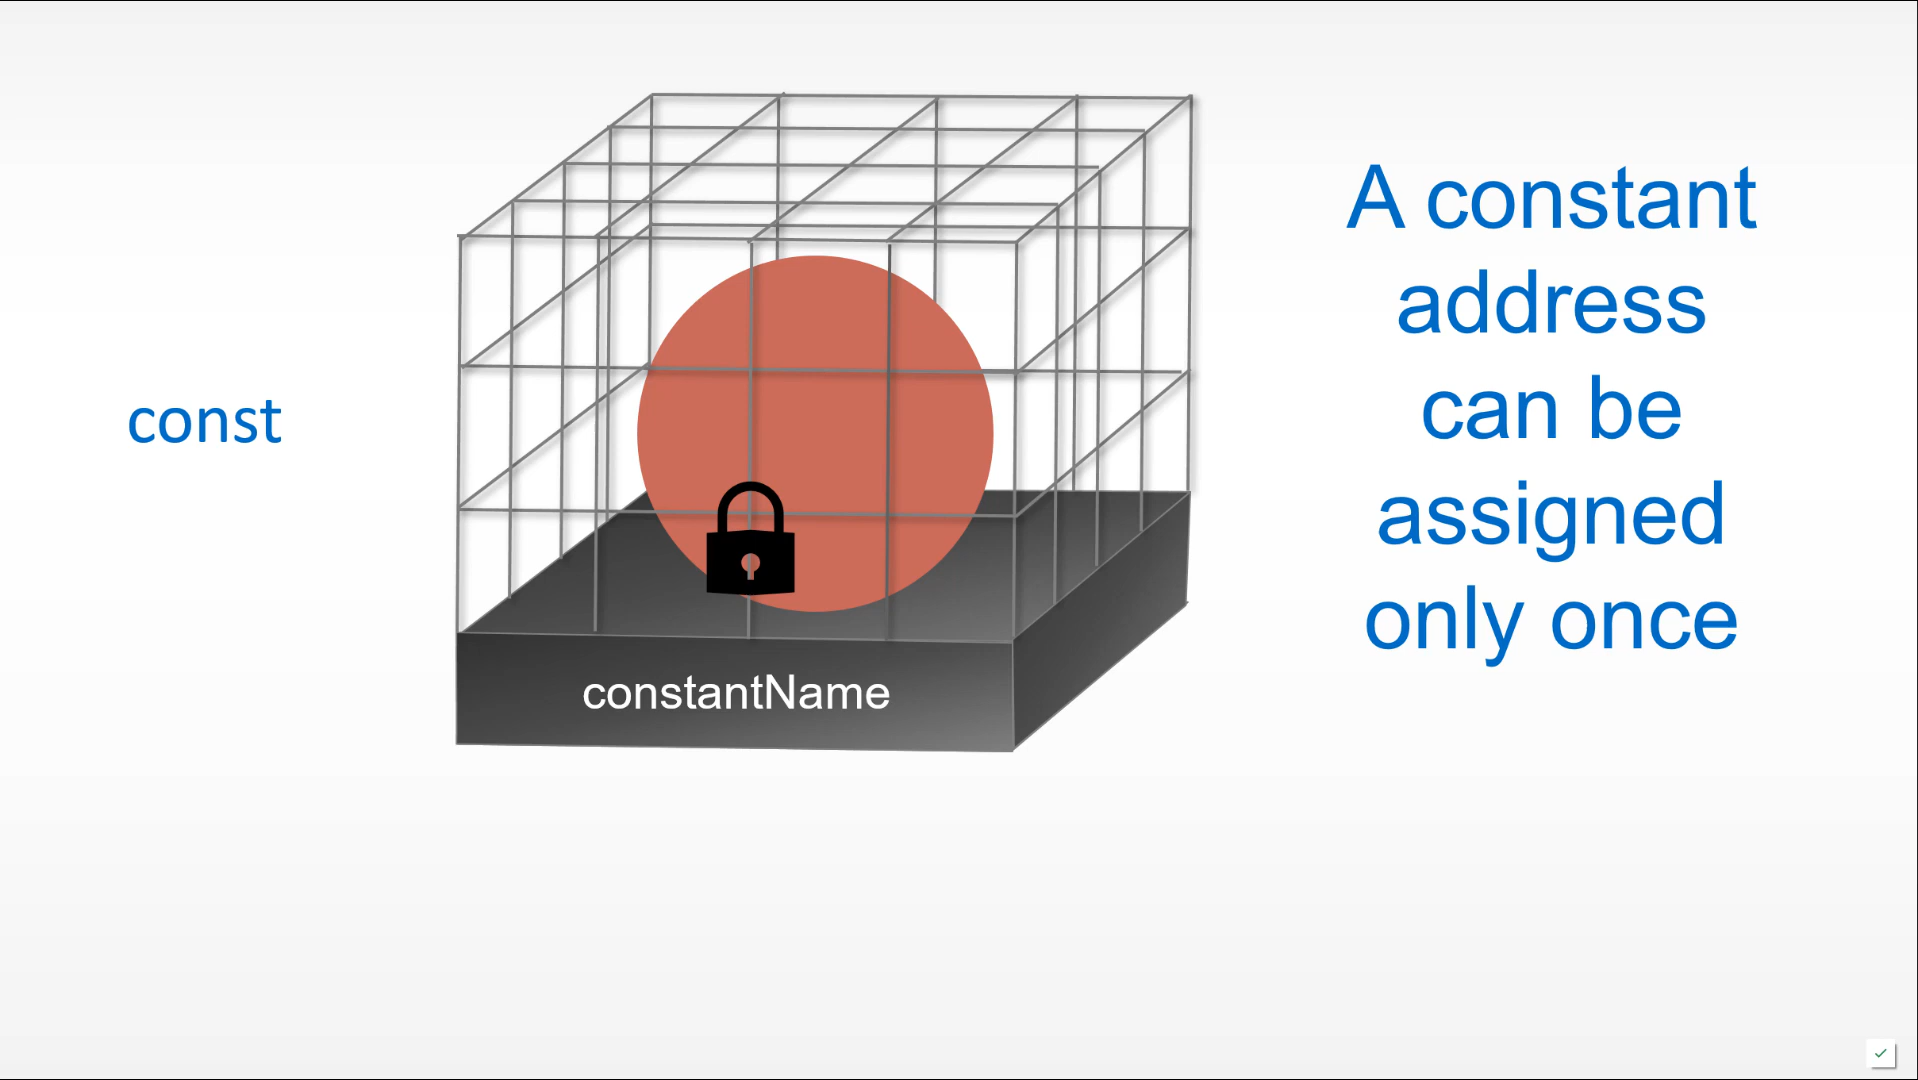 const
constantName
A constant
address
can be
assigned
only once